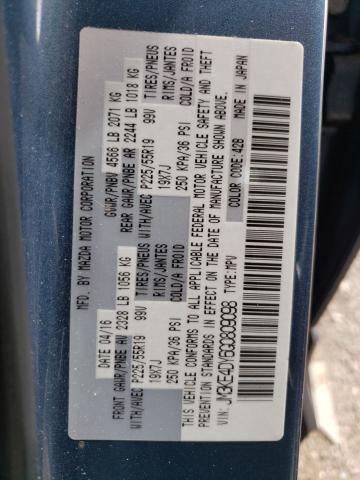 MFD. BY MAZDA MOTOR CORPORATION
DATE 04/16 GVWR/PNBV 4566 LB 2071 KG
FRONT GAWR/PNBE AV 2328 LB 1056 KG REAR GAWR/PNBE AR 2244 LB 1018 KG
WITH/AVEC P225/55R19 99V TIRES/PNEUS WITH/AVEC P225/55R19 99V TIRES/PNEUS
19X7J RIMS/JANTES 19X7J RIMS/JANTES
250 KPA/36 PSI COLD/A FROID 250 KPA/36 PSI COLD/A FROID
THIS VEHICLE CONFORMS TO ALL APPLICABLE FEDERAL MOTOR VEHICLE SAFETY AND THEFT
PREVENTION STANDARDS IN EFFECT ON THE DATE OF MANUFACTURE SHOWN ABOVE.
VIN: JM3KE4DY6G0809098 TYPE: MPV COLOR CODE: 42B MADE IN JAPAN